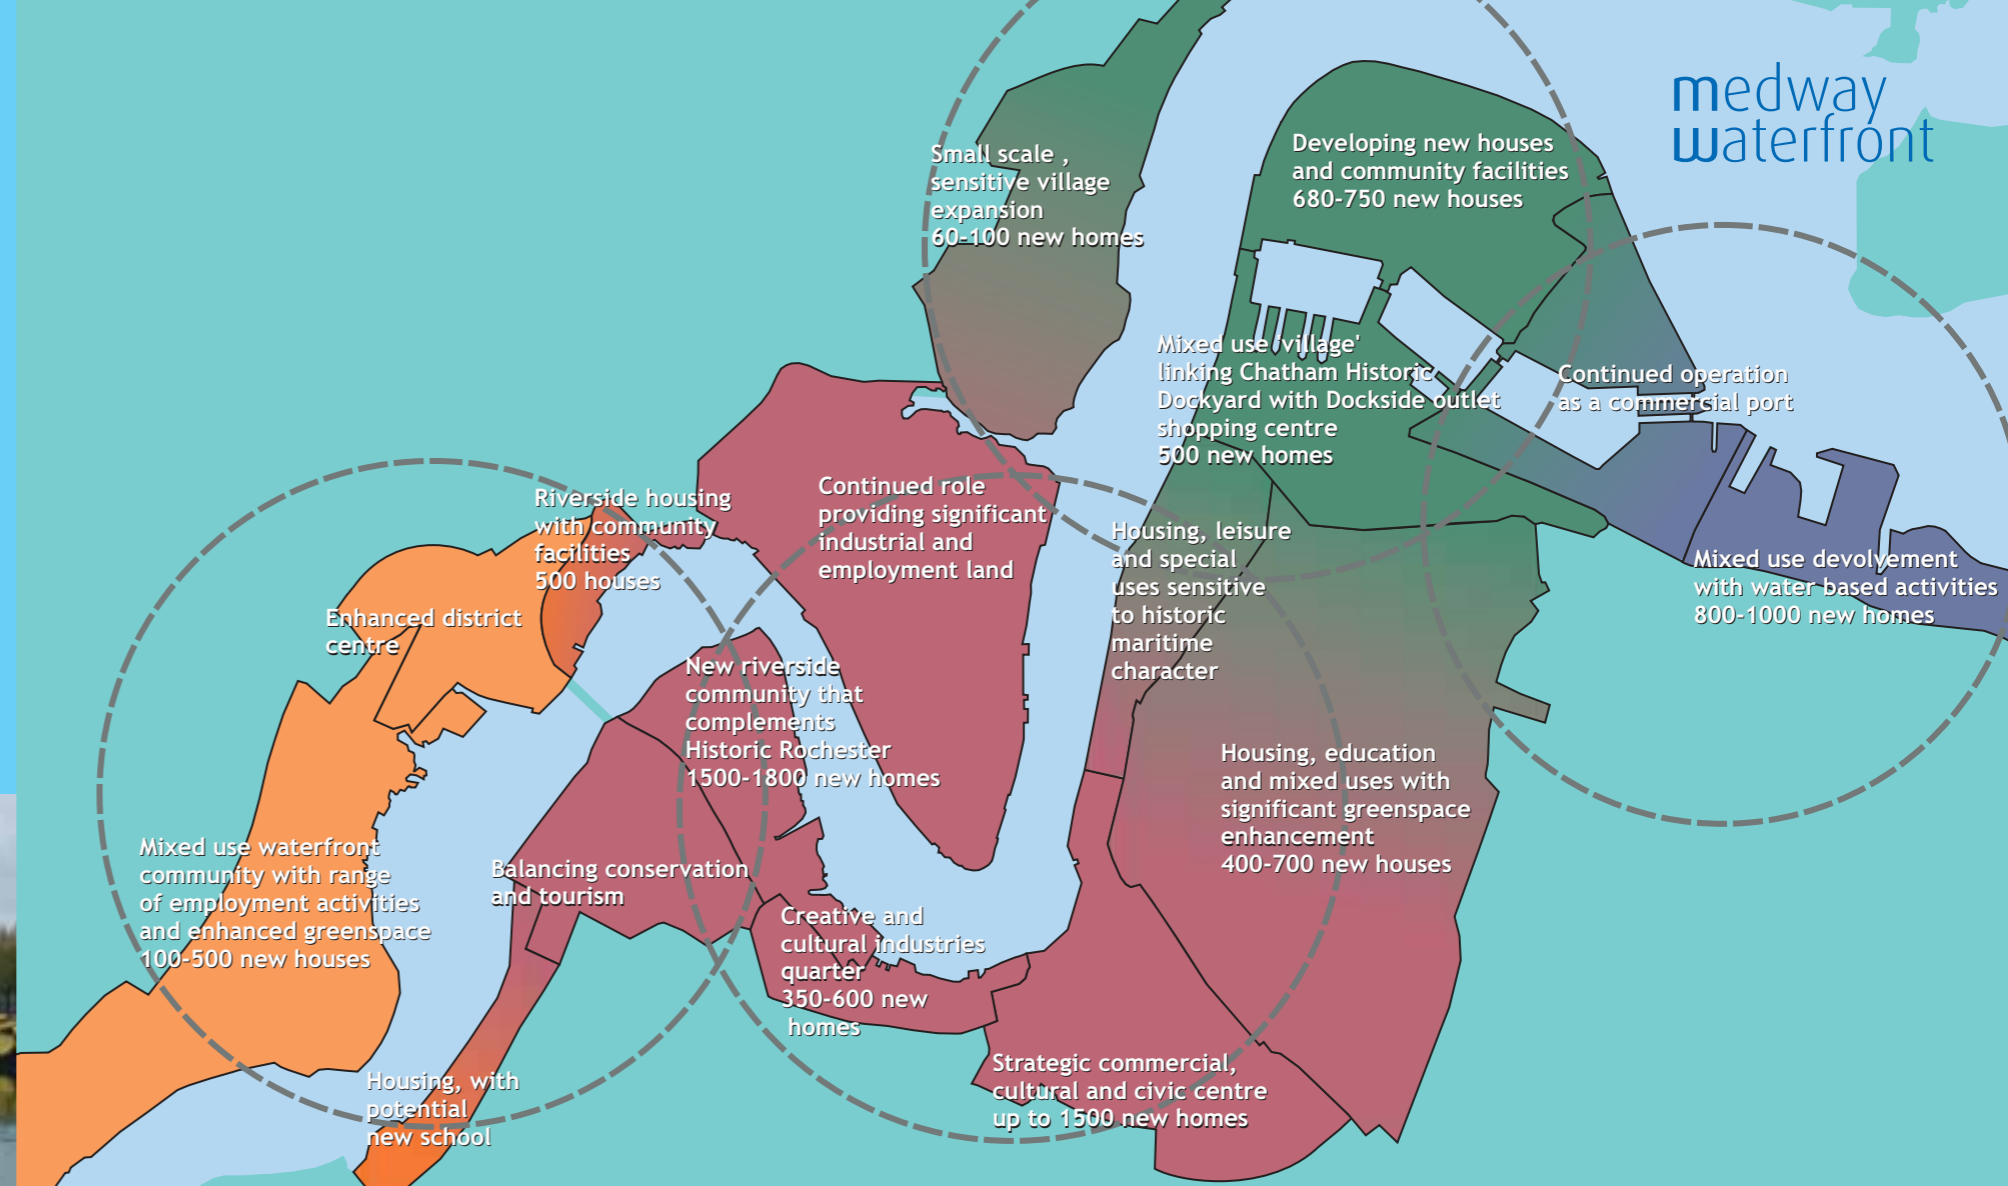 medway
waterfront
Small scale ,
sensitive village
expansion
60-100 new homes
Developing new houses
and community facilities
680-750 new houses
Mixed use 'village'
linking Chatham Historic
Dockyard with Dockside outlet
shopping centre
500 new homes
Continued operation
as a commercial port
Riverside housing
with community
facilities
500 houses
Continued role
providing significant
industrial and
employment land
Housing, leisure
and special
uses sensitive
to historic
maritime
character
Mixed use devolvement
with water based activities
800-1000 new homes
Enhanced district
centre
New riverside
community that
complements
Historic Rochester
1500-1800 new homes
Housing, education
and mixed uses with
significant greenspace
enhancement
400-700 new houses
Mixed use waterfront
community with range
of employment activities
and enhanced greenspace
100-500 new houses
Balancing conservation
and tourism
Creative and
cultural industries
quarter
350-600 new
homes
Strategic commercial,
cultural and civic centre
up to 1500 new homes
Housing, with
potential
new school